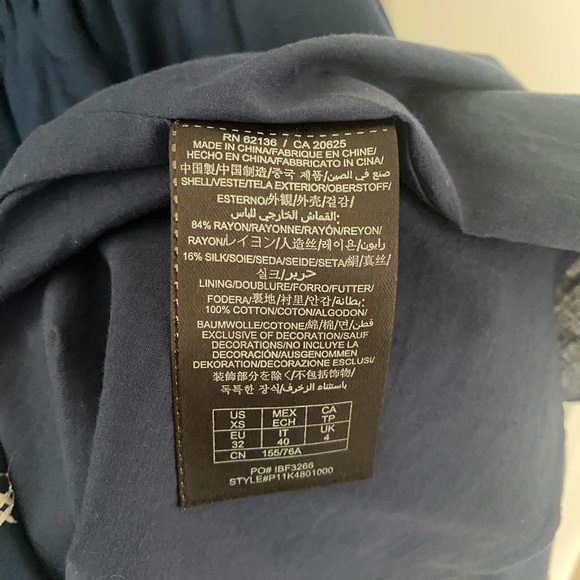 RN 62136 / CA 20625
MADE IN CHINA/FABRIQUE EN CHINE/
HECHO EN CHINA/FABBRICATO IN CINA/
中国製/中国制造/중국 제품/صنع في الصين/
SHELL/VESTE/TELA EXTERIOR/OBERSTOFF/
ESTERNO/外観/外壳/겉감/
القماش الخارجي للباس:
84% RAYON/RAYONNE/RAYÓN/REYON/
RAYON/レイヨン/人造丝/레이온/رايون/
16% SILK/SOIE/SEDA/SEIDE/SETA/絹/真丝/
실크/حرير/
LINING/DOUBLURE/FORRO/FUTTER/
FODERA/裏地/衬里/안감/بطانة:
100% COTTON/COTON/ALGODON/
BAUMWOLLE/COTONE/綿/棉/면/قطن/
EXCLUSIVE OF DECORATION/SAUF
DECORATIONS/NO INCLUYE LA
DECORACIÓN/AUSGENOMMEN
DEKORATION/DECORAZIONE ESCLUSI/
装飾部分を除く/不包括饰物/
독특한 장식/باستثناء الزخرف/
US MEX CA
XS ECH TP
EU IT UK
32 40 4
CN 155/76A
PO# IBF3266
STYLE#P11K4801000